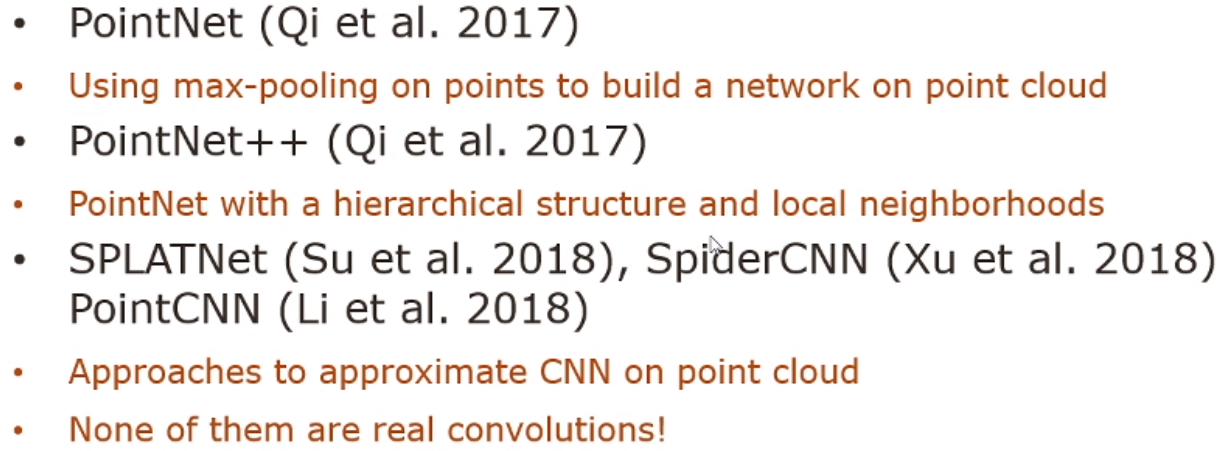 • PointNet (Qi et al. 2017)
• Using max-pooling on points to build a network on point cloud
• PointNet++ (Qi et al. 2017)
• PointNet with a hierarchical structure and local neighborhoods
• SPLATNet (Su et al. 2018), SpiderCNN (Xu et al. 2018)
PointCNN (Li et al. 2018)
• Approaches to approximate CNN on point cloud
• None of them are real convolutions!